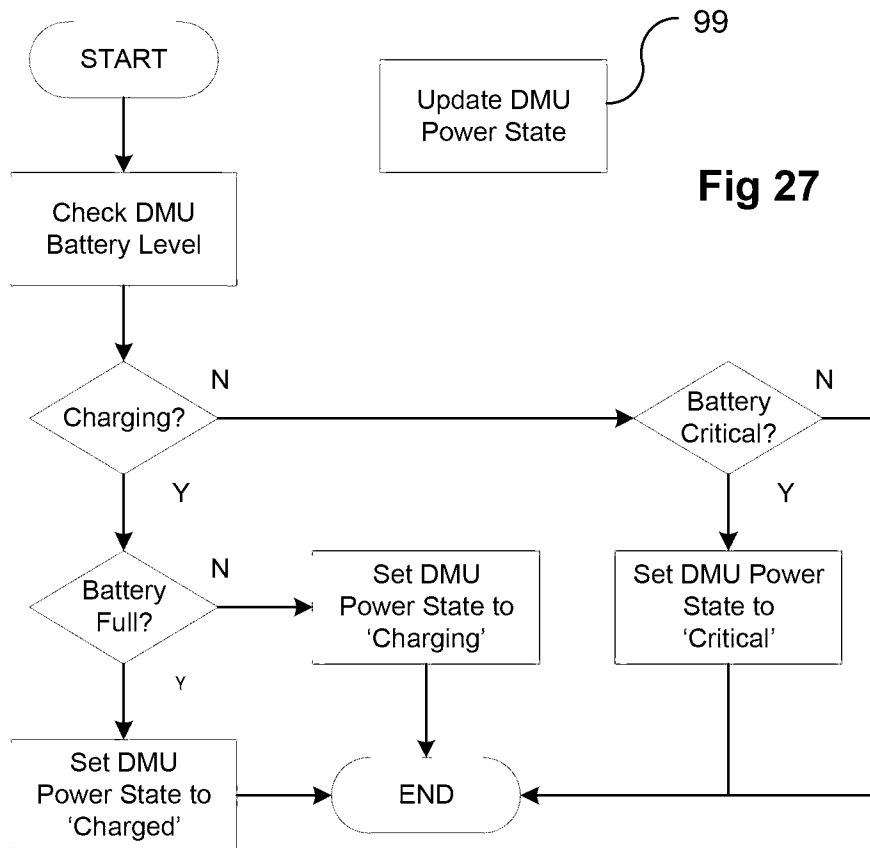 START
99
Update DMU
Power State
Fig 27
Check DMU
Battery Level
Charging?
N
Battery
Critical?
N
Y
Y
Battery
Full?
N
Set DMU
Power State to
‘Charging’
Set DMU Power
State to
‘Critical’
Y
Set DMU
Power State to
‘Charged’
END